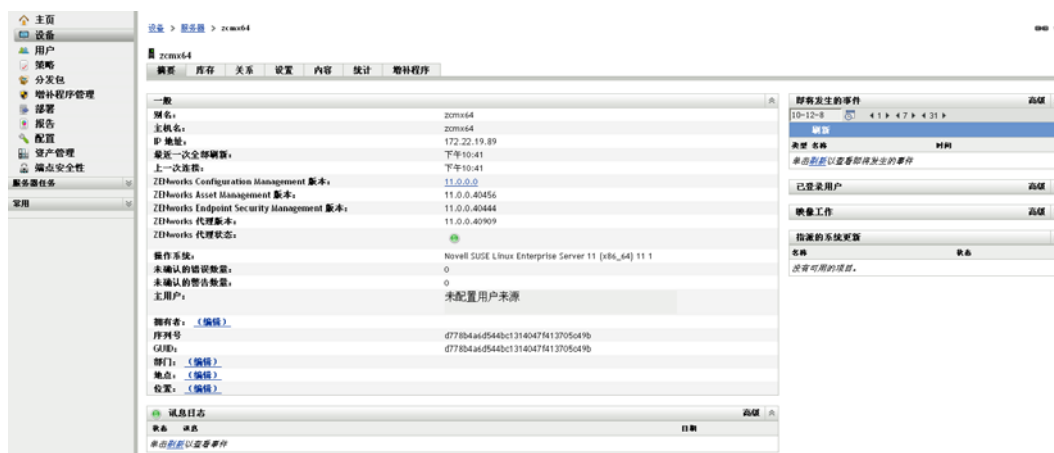 主页
设备
用户
策略
分发包
增补程序管理
部署
报告
配置
资产管理
端点安全性
服务器任务
常用
设备 > 服务器 > zcmx64
zcmx64
摘要 库存 关系 设置 内容 统计 增补程序
一般
别名： zcmx64
主机名： zcmx64
IP 地址： 172.22.19.89
最近一次全部刷新： 下午10:41
上一次连接： 下午10:41
ZENworks Configuration Management 版本： 11.0.0.0
ZENworks Asset Management 版本： 11.0.0.40456
ZENworks Endpoint Security Management 版本： 11.0.0.40444
ZENworks 代理版本： 11.0.0.40909
ZENworks 代理状态：
操作系统： Novell SUSE Linux Enterprise Server 11 (x86_64) 11 1
未确认的错误数量： 0
未确认的警告数量： 0
主用户： 未配置用户来源
拥有者： （编辑）
序列号 d778b4a6d544bc1314047f413705c49b
GUID： d778b4a6d544bc1314047f413705c49b
部门： （编辑）
地点： （编辑）
位置： （编辑）
讯息日志 高级
状态 讯息 日期
单击刷新以查看事件
即将发生的事件 高级
10-12-8 1 7 31
刷新
类型 名称 时间
单击刷新以查看即将发生的事件
已登录用户 高级
映像工作 高级
指派的系统更新
名称 状态
没有可用的项目。